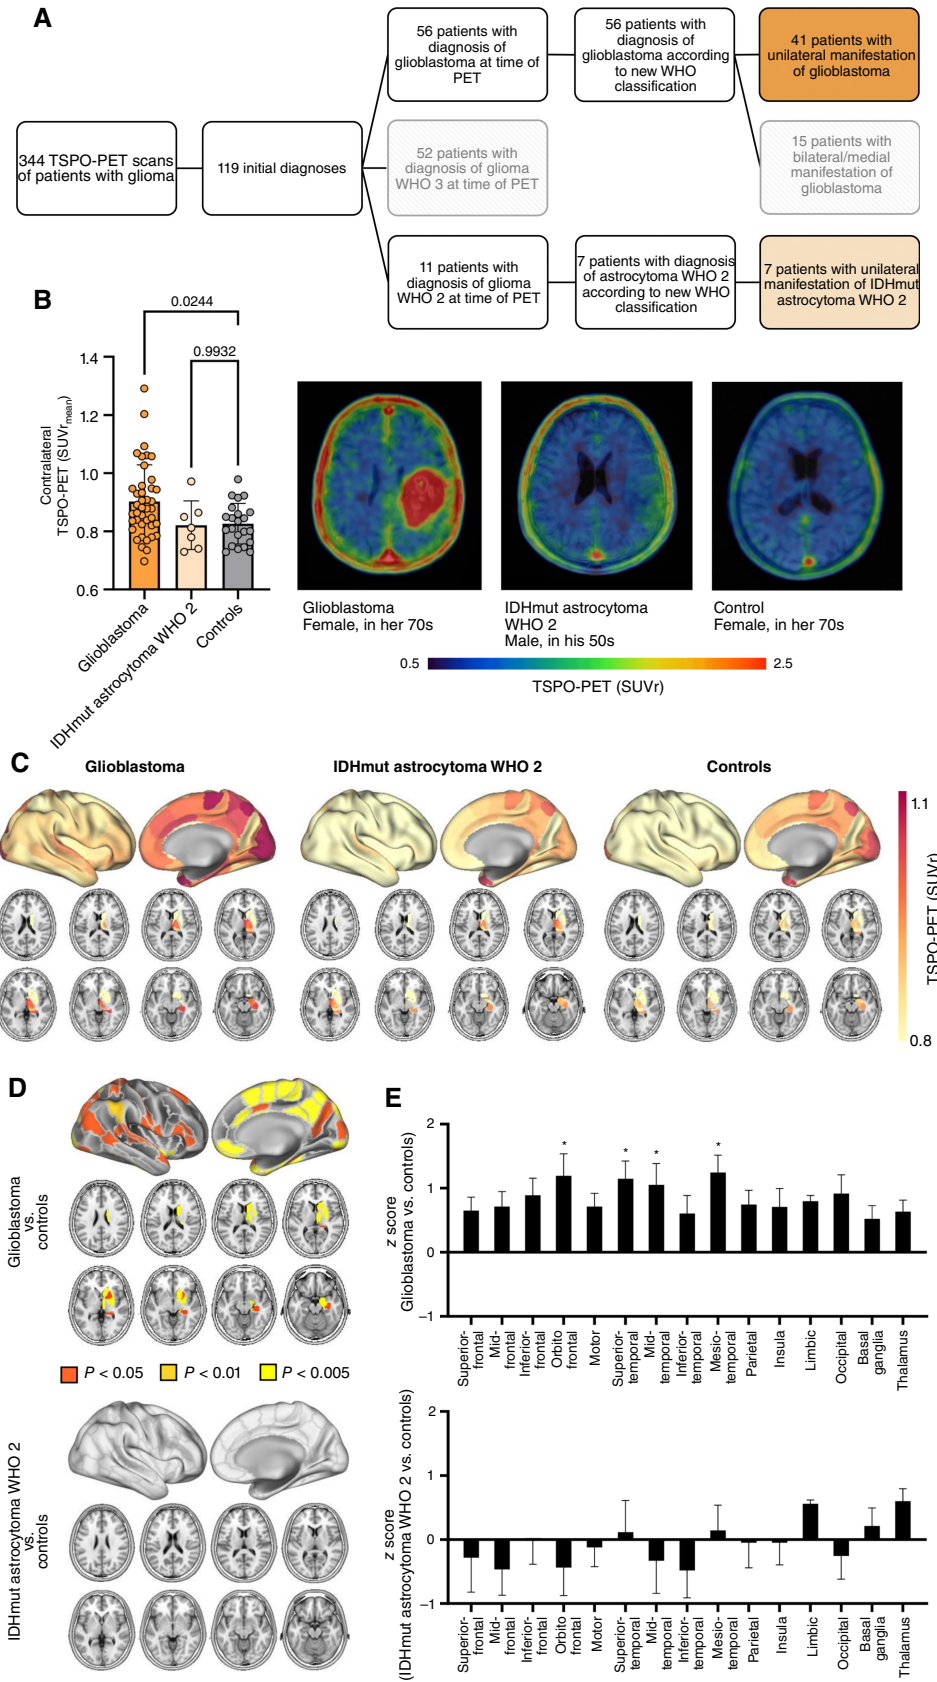 A
344 TSPO-PET scans
of patients with glioma
119 initial diagnoses
56 patients with
diagnosis of
glioblastoma at time of
PET
56 patients with
diagnosis of
glioblastoma according
to new WHO
classification
41 patients with
unilateral manifestation
of glioblastoma
52 patients with
diagnosis of glioma
WHO 3 at time of PET
15 patients with
bilateral/medial
manifestation of
glioblastoma
11 patients with
diagnosis of glioma
WHO 2 at time of PET
7 patients with diagnosis
of astrocytoma WHO 2
according to new WHO
classification
7 patients with unilateral
manifestation of IDHmut
astrocytoma WHO 2
B
0.0244
0.9932
Contralateral
TSPO-PET (SUVrmean)
1.4
1.2
1.0
0.8
0.6
Glioblastoma
IDHmut astrocytoma WHO 2
Controls
Glioblastoma
Female, in her 70s
IDHmut astrocytoma
WHO 2
Male, in his 50s
Control
Female, in her 70s
0.5
2.5
TSPO-PET (SUVr)
C
Glioblastoma
IDHmut astrocytoma WHO 2
Controls
1.1
TSPO-PET (SUVr)
0.8
D
Glioblastoma
vs.
controls
P < 0.05
P < 0.01
P < 0.005
IDHmut astrocytoma WHO 2
vs.
controls
E
z score
Glioblastoma vs. controls)
2
1
0
−1
Superior-
frontal
Mid-
frontal
Inferior-
frontal
Orbito
frontal
Motor
Superior-
temporal
Mid-
temporal
Inferior-
temporal
Mesio-
temporal
Parietal
Insula
Limbic
Occipital
Basal
ganglia
Thalamus
*
*
*
*
z score
(IDHmut astrocytoma WHO 2 vs. controls)
2
1
0
−1
Superior-
frontal
Mid-
frontal
Inferior-
frontal
Orbito
frontal
Motor
Superior-
temporal
Mid-
temporal
Inferior-
temporal
Mesio-
temporal
Parietal
Insula
Limbic
Occipital
Basal
ganglia
Thalamus